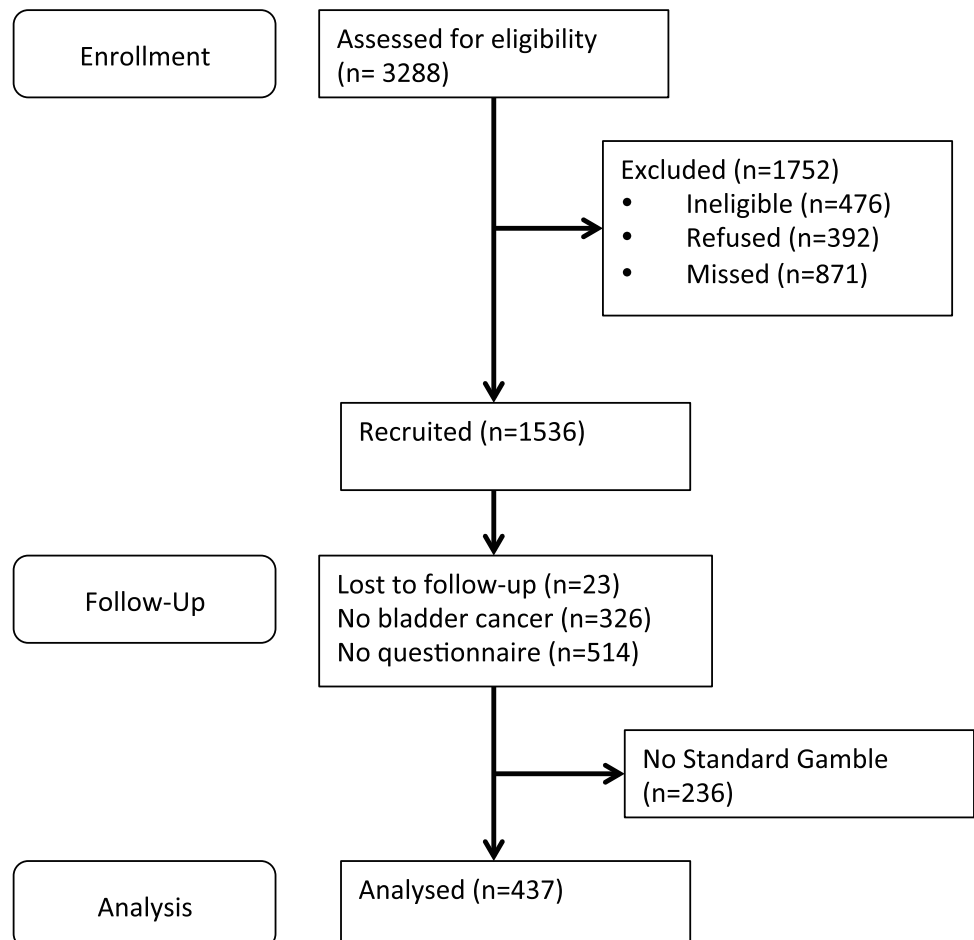 Enrollment
Assessed for eligibility
(n= 3288)
Excluded (n=1752)
• Ineligible (n=476)
• Refused (n=392)
• Missed (n=871)
Recruited (n=1536)
Follow-Up
Lost to follow-up (n=23)
No bladder cancer (n=326)
No questionnaire (n=514)
No Standard Gamble
(n=236)
Analysis
Analysed (n=437)